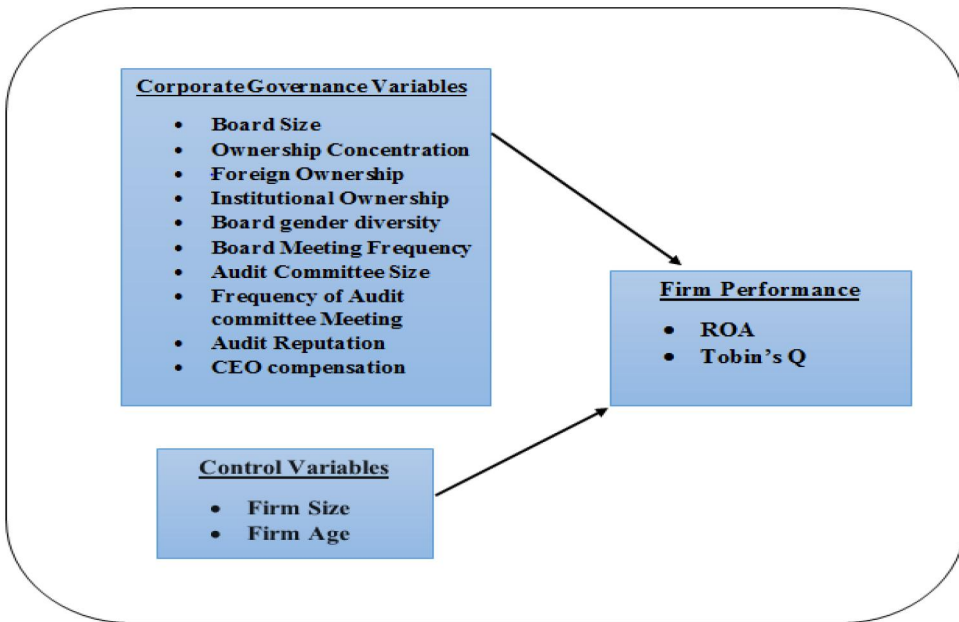 Corporate Governance Variables
• Board Size
• Ownership Concentration
• Foreign Ownership
• Institutional Ownership
• Board gender diversity
• Board Meeting Frequency
• Audit Committee Size
• Frequency of Audit
committee Meeting
• Audit Reputation
• CEO compensation
Firm Performance
• ROA
• Tobin’s Q
Control Variables
• Firm Size
• Firm Age